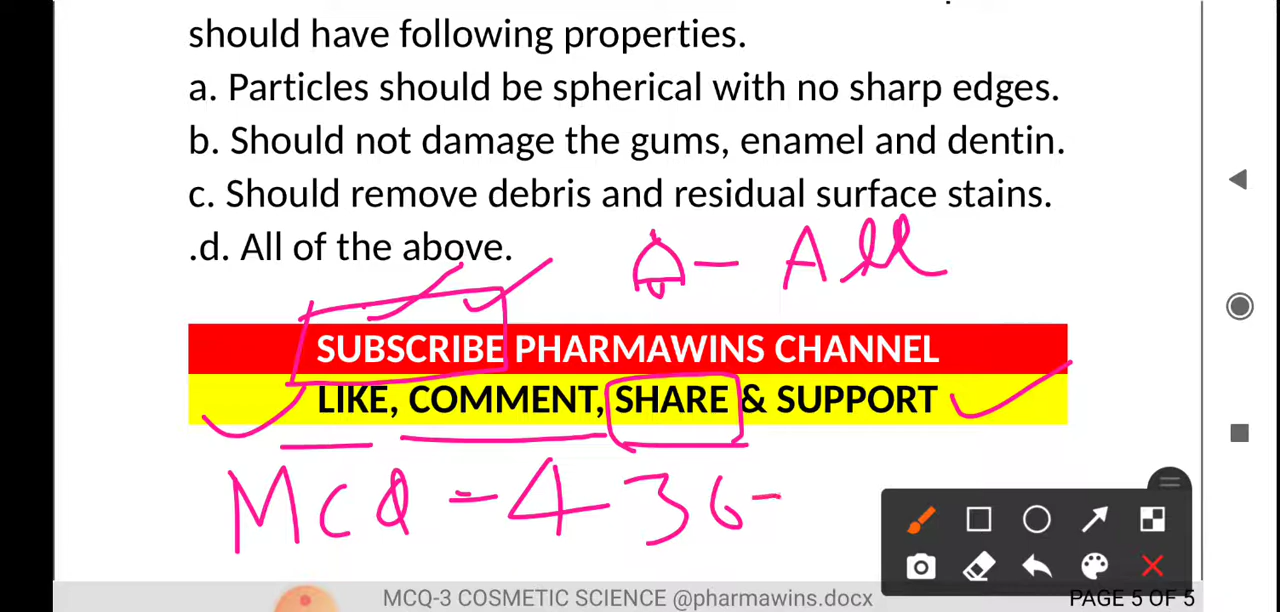 should have following properties.
a. Particles should be spherical with no sharp edges.
b. Should not damage the gums, enamel and dentin.
c. Should remove debris and residual surface stains.
.d. All of the above.
- All
SUBSCRIBE PHARMAWINS CHANNEL
LIKE, COMMENT, SHARE & SUPPORT
MCQ = 4 36
MCQ-3 COSMETIC SCIENCE @pharmawins.docx
PAGE 5 OF 5